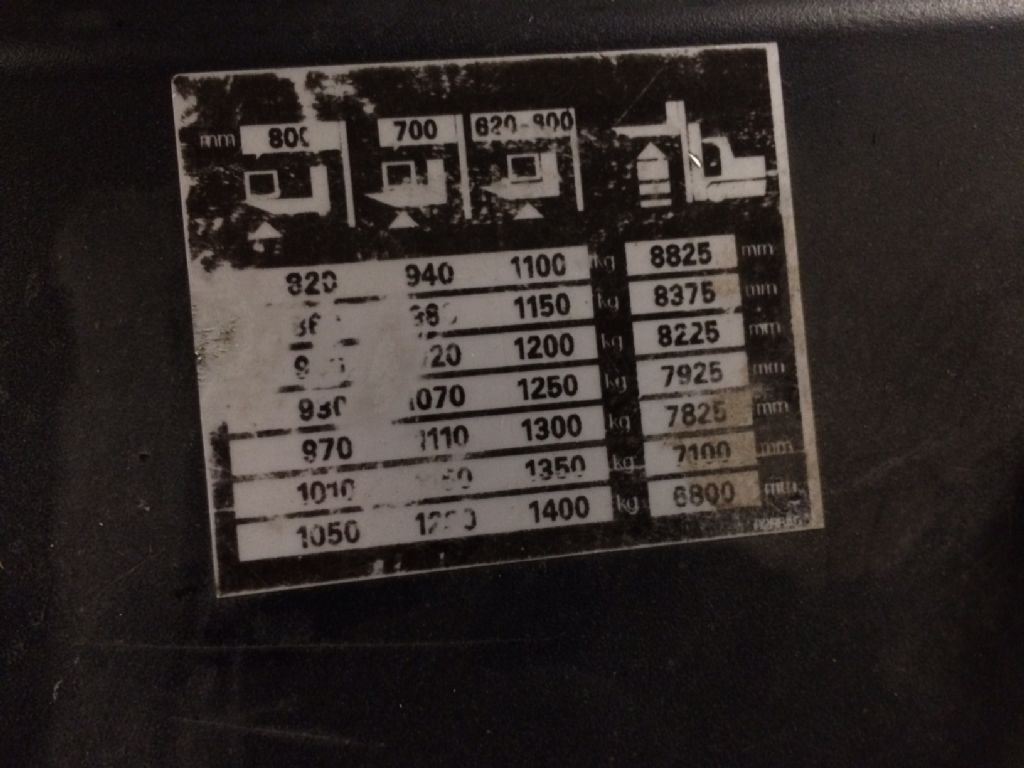 mm 800 700 620-800
820 940 1100 kg 8825 mm
1150 kg 8375 mm
1200 kg 8225 mm
930 1070 1250 kg 7925 mm
970 1110 1300 kg 7825 mm
1010 1350 kg 7100 mm
1050 1400 kg 6800 mm